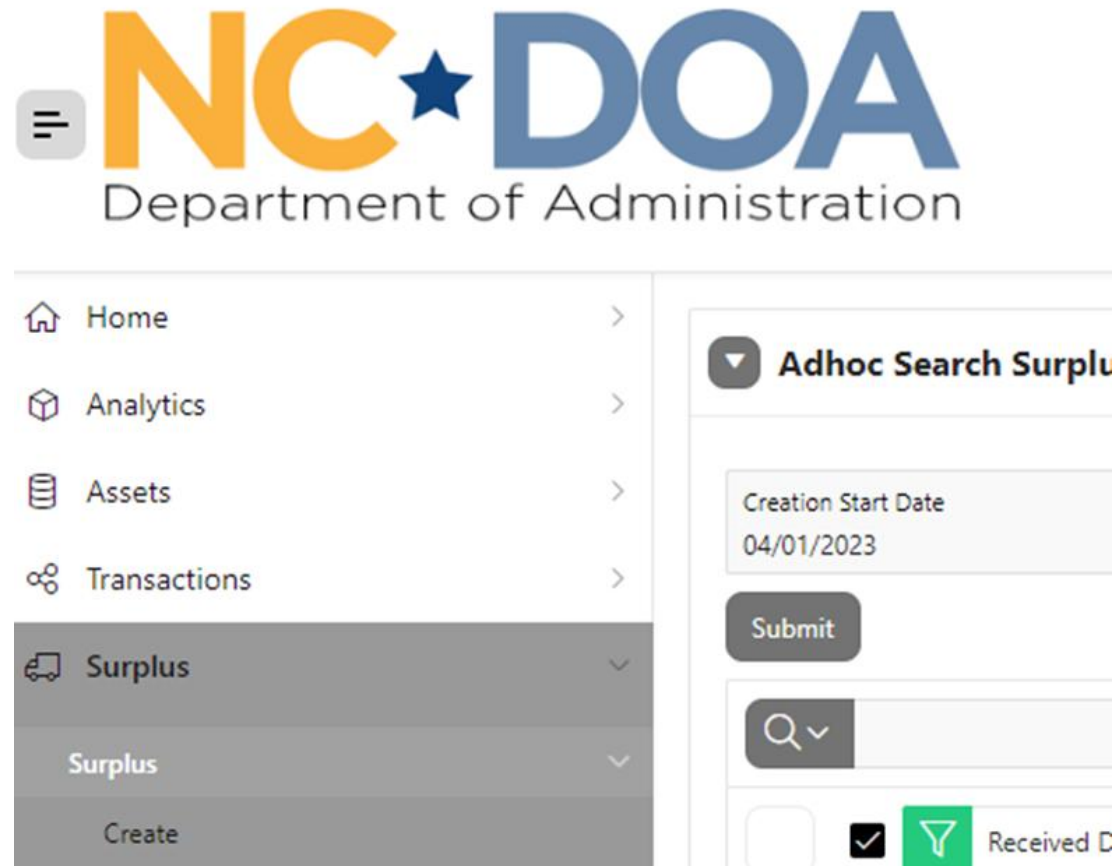 NC DOA
Department of Administration
Home
Analytics
Assets
Transactions
Surplus
Surplus
Create
Adhoc Search Surplu
Creation Start Date
04/01/2023
Submit
Received D